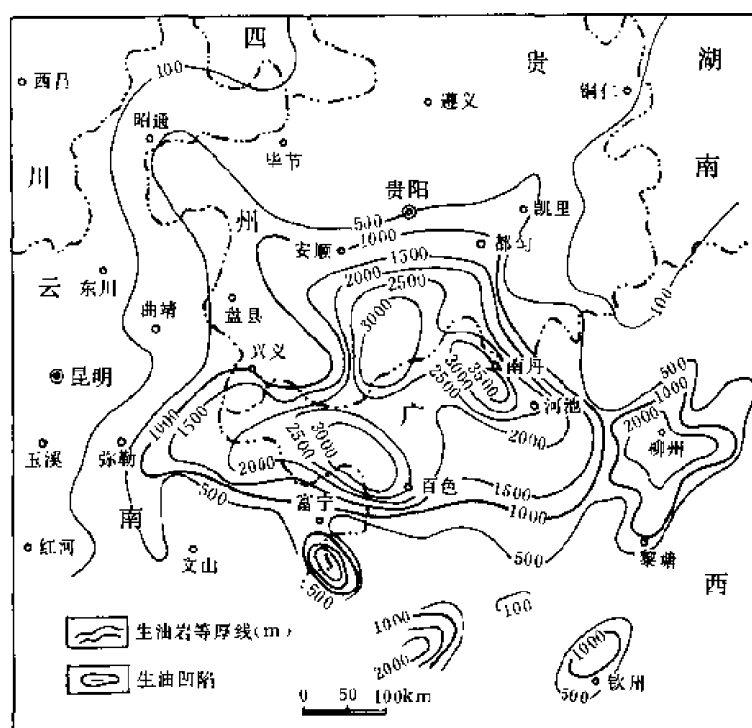 四
贵
湖
西昌
100
遵义
铜仁
昭通
毕节
南
川
贵阳
凯里
500
州
1000
安顺
都匀
1500
2000
2500
云
东川
3000
100
曲靖
盘县
兴义
南丹
昆明
3000
3500
2500
500
1000
1000
1500
广
河池
2000
2000
柳州
2500
3000
玉溪
弥勒
2000
百色
1500
500
富宁
1000
南
500
红河
文山
黎塘
500
西
生油岩等厚线(m)
1000
100
1000
生油凹陷
2000
500
钦州
0 50 100km